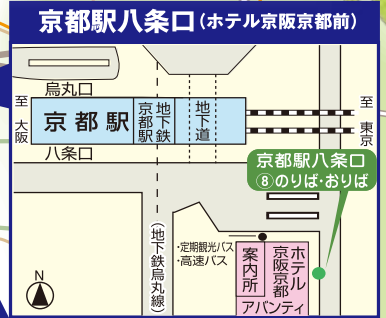 京都駅八条口(ホテル京阪京都前)
烏丸口
至 大阪
京都駅
地下鉄
京都駅
地下道
至 東京
八条口
京都駅八条口
⑧のりば・おりば
(地下鉄烏丸線)
・定期観光バス
・高速バス
案内所
ホテル
京阪京都
アバンティ
N